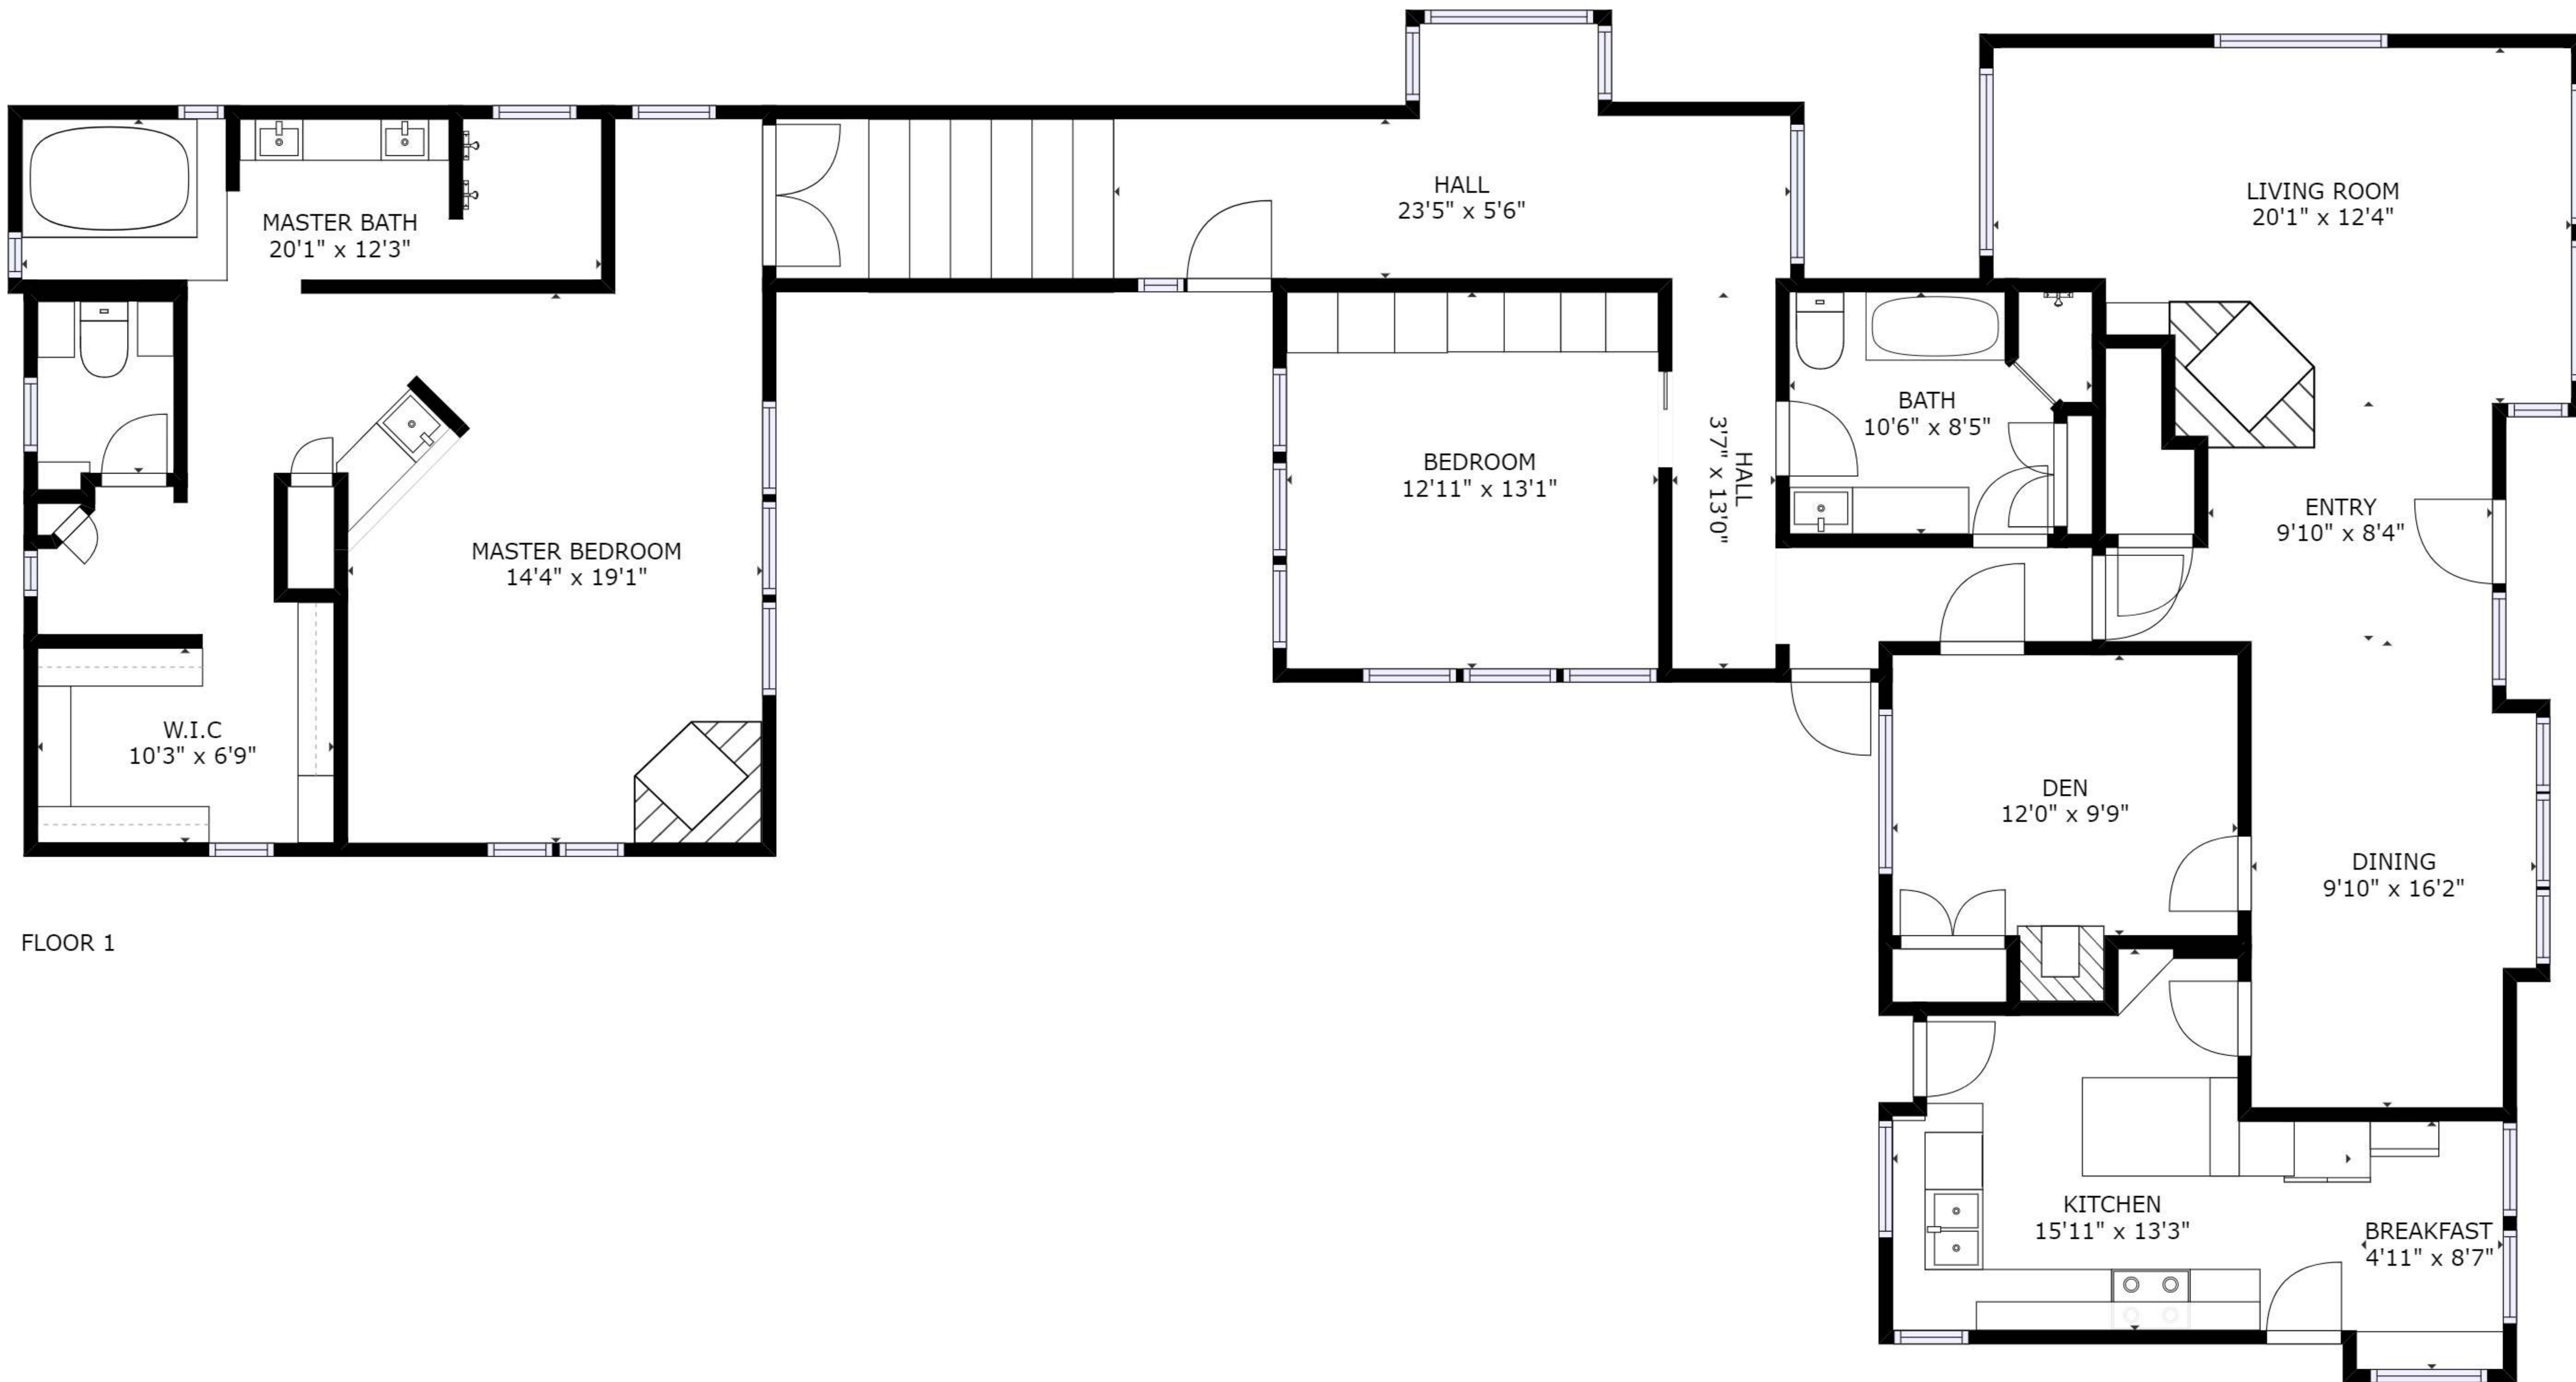 LIVING ROOM
20'1" x 12'4"
HALL
23'5" x 5'6"
MASTER BATH
20'1" x 12'3"
BATH
10'6" x 8'5"
BEDROOM
12'11" x 13'1"
HALL
3'7" x 13'0"
ENTRY
9'10" x 8'4"
MASTER BEDROOM
14'4" x 19'1"
W.I.C
10'3" x 6'9"
DEN
12'0" x 9'9"
DINING
9'10" x 16'2"
FLOOR 1
KITCHEN
15'11" x 13'3"
BREAKFAST
4'11" x 8'7"